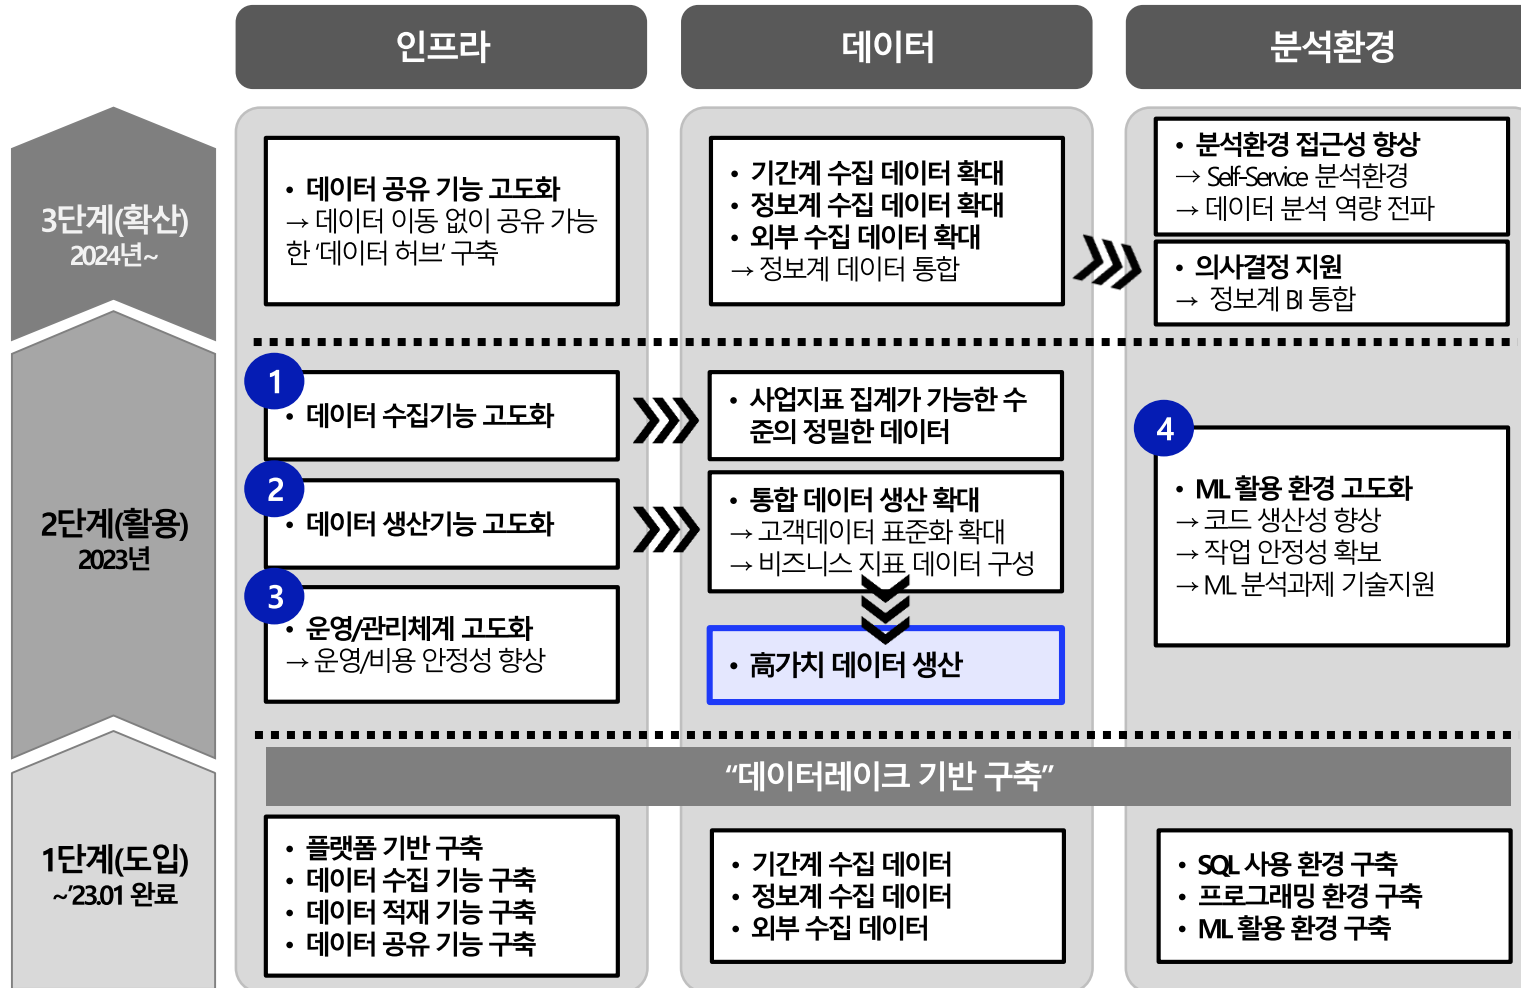 인프라
데이터
분석환경
3단계(확산)
2024년~
• 데이터 공유 기능 고도화
→ 데이터 이동 없이 공유 가능
한 ‘데이터 허브’ 구축
• 기간계 수집 데이터 확대
• 정보계 수집 데이터 확대
• 외부 수집 데이터 확대
→ 정보계 데이터 통합
• 분석환경 접근성 향상
→ Self-Service 분석환경
→ 데이터 분석 역량 전파
• 의사결정 지원
→ 정보계 BI 통합
2단계(활용)
2023년
1
• 데이터 수집기능 고도화
• 사업지표 집계가 가능한 수
준의 정밀한 데이터
2
• 데이터 생산기능 고도화
• 통합 데이터 생산 확대
→ 고객데이터 표준화 확대
→ 비즈니스 지표 데이터 구성
3
• 운영/관리체계 고도화
→ 운영/비용 안정성 향상
• 高가치 데이터 생산
4
• ML 활용 환경 고도화
→ 코드 생산성 향상
→ 작업 안정성 확보
→ ML 분석과제 기술지원
“데이터레이크 기반 구축”
1단계(도입)
~’23.01 완료
• 플랫폼 기반 구축
• 데이터 수집 기능 구축
• 데이터 적재 기능 구축
• 데이터 공유 기능 구축
• 기간계 수집 데이터
• 정보계 수집 데이터
• 외부 수집 데이터
• SQL 사용 환경 구축
• 프로그래밍 환경 구축
• ML 활용 환경 구축